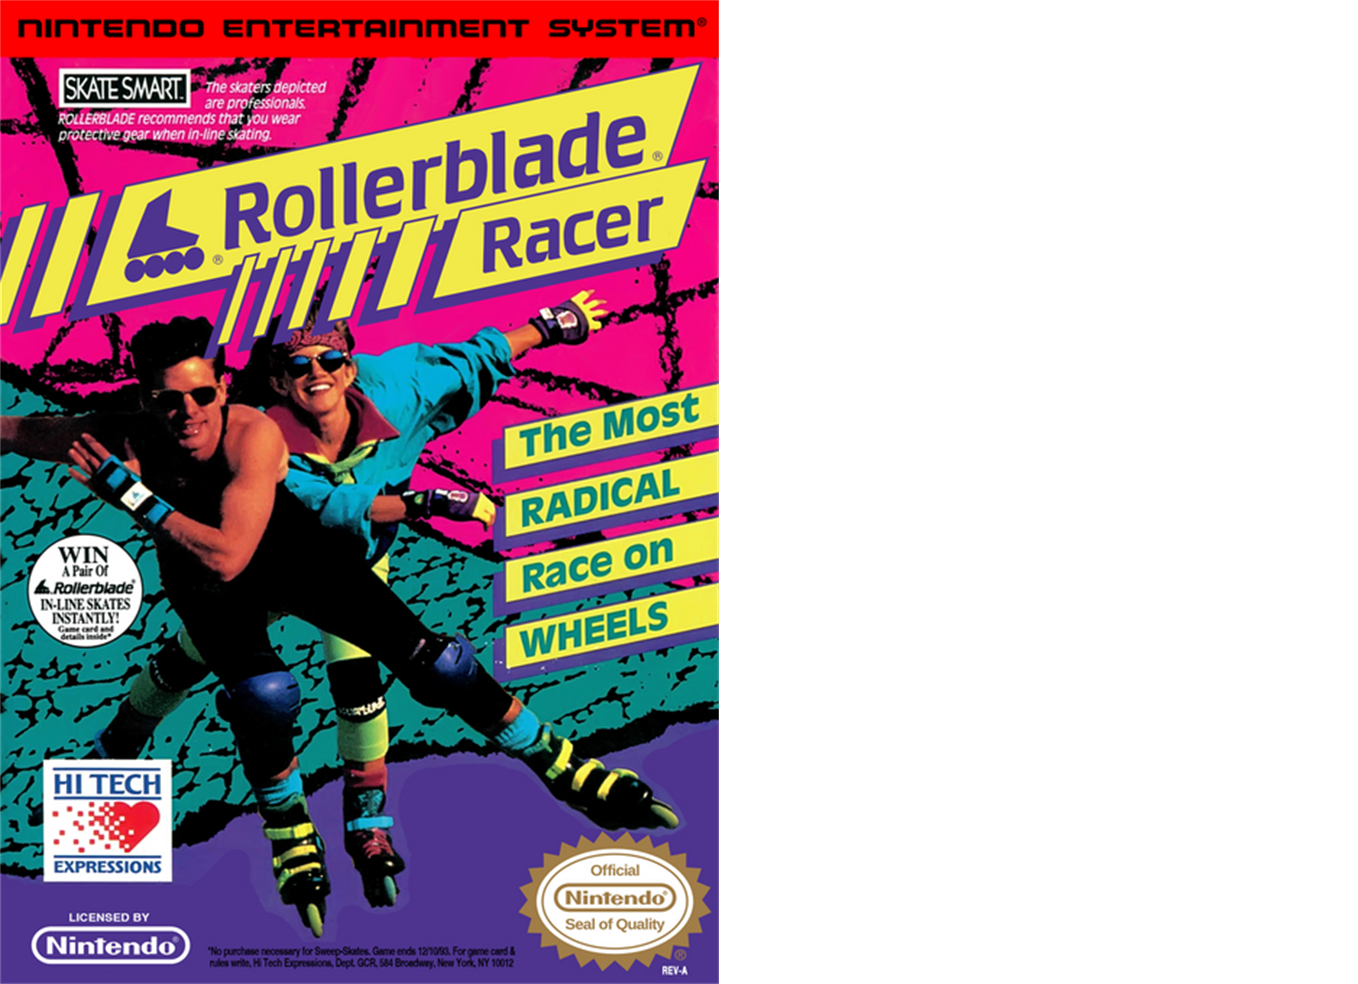 NINTENDO ENTERTAINMENT SYSTEM®
SKATE SMART™
The skaters depicted
are professionals.
ROLLERBLADE recommends that you wear
protective gear when in-line skating.
Rollerblade®
®
Racer
The Most
RADICAL
Race on
WHEELS
WIN
A Pair Of
Rollerblade®
IN-LINE SKATES
INSTANTLY!
Game card and
details inside*
HI TECH
EXPRESSIONS
LICENSED BY
Nintendo®
*No purchase necessary for Sweep-Skates. Game ends 12/10/93. For game card &
rules write, Hi Tech Expressions, Dept. GCR, 584 Broadway, New York, NY 10012
Official
Nintendo®
Seal of Quality
®
REV-A